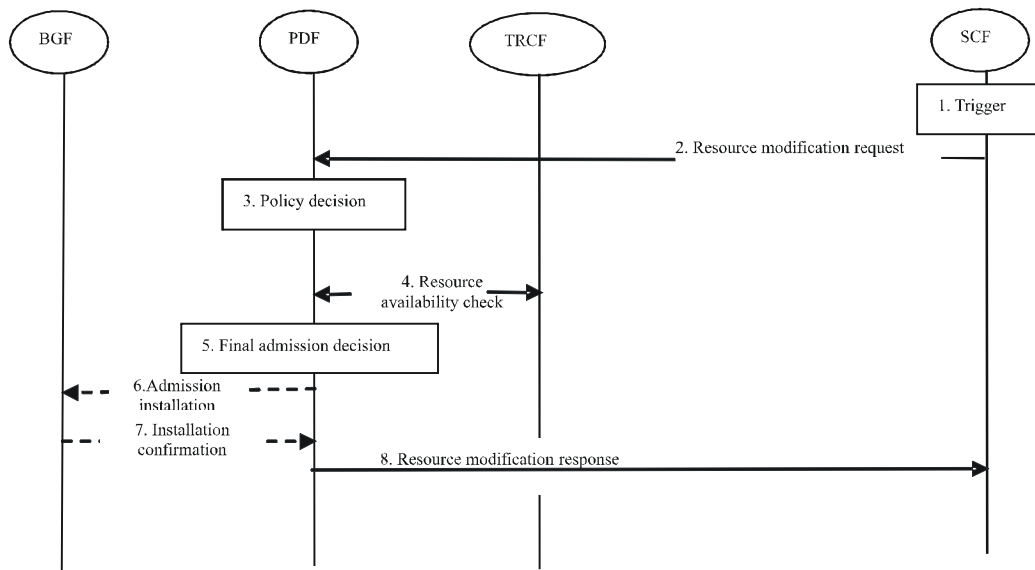 BGF
PDF
TRCF
SCF
1. Trigger
2. Resource modification request
3. Policy decision
4. Resource
availability check
5. Final admission decision
6.Admission
installation
7. Installation
confirmation
8. Resource modification response